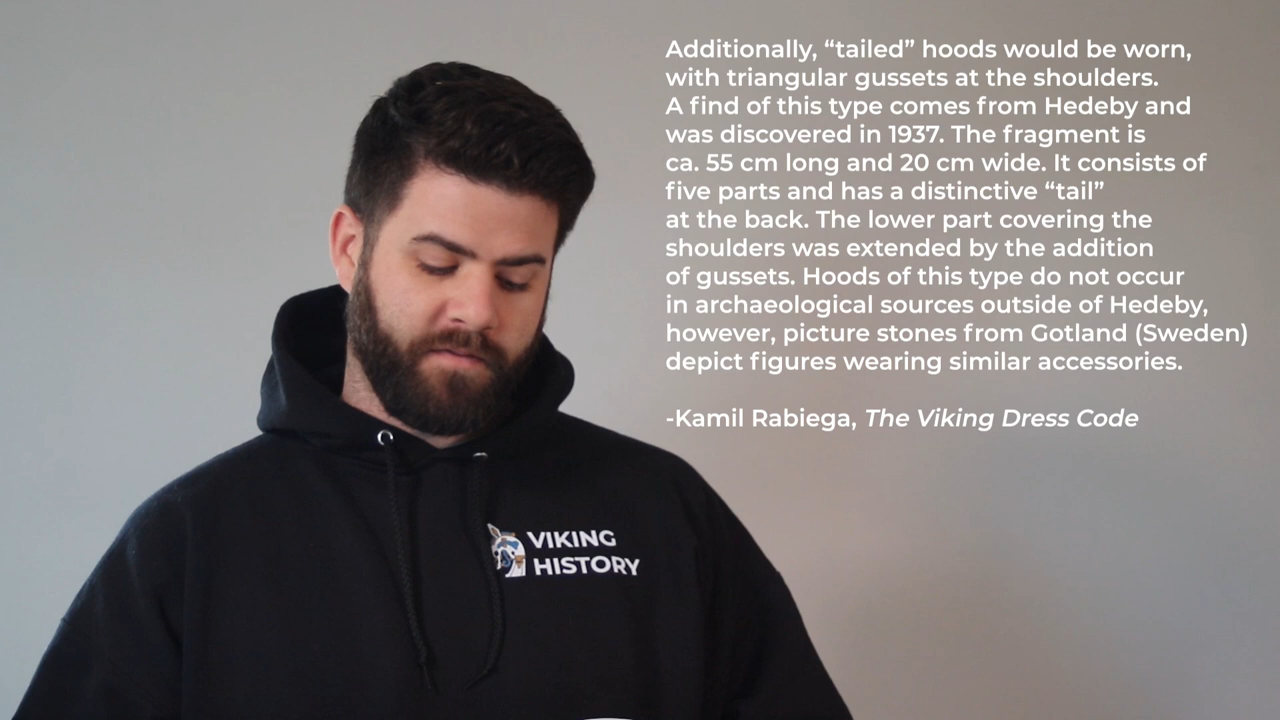 Additionally, “tailed” hoods would be worn,
with triangular gussets at the shoulders.
A find of this type comes from Hedeby and
was discovered in 1937. The fragment is
ca. 55 cm long and 20 cm wide. It consists of
five parts and has a distinctive “tail”
at the back. The lower part covering the
shoulders was extended by the addition
of gussets. Hoods of this type do not occur
in archaeological sources outside of Hedeby,
however, picture stones from Gotland (Sweden)
depict figures wearing similar accessories.
-Kamil Rabiega, The Viking Dress Code
VIKING
HISTORY